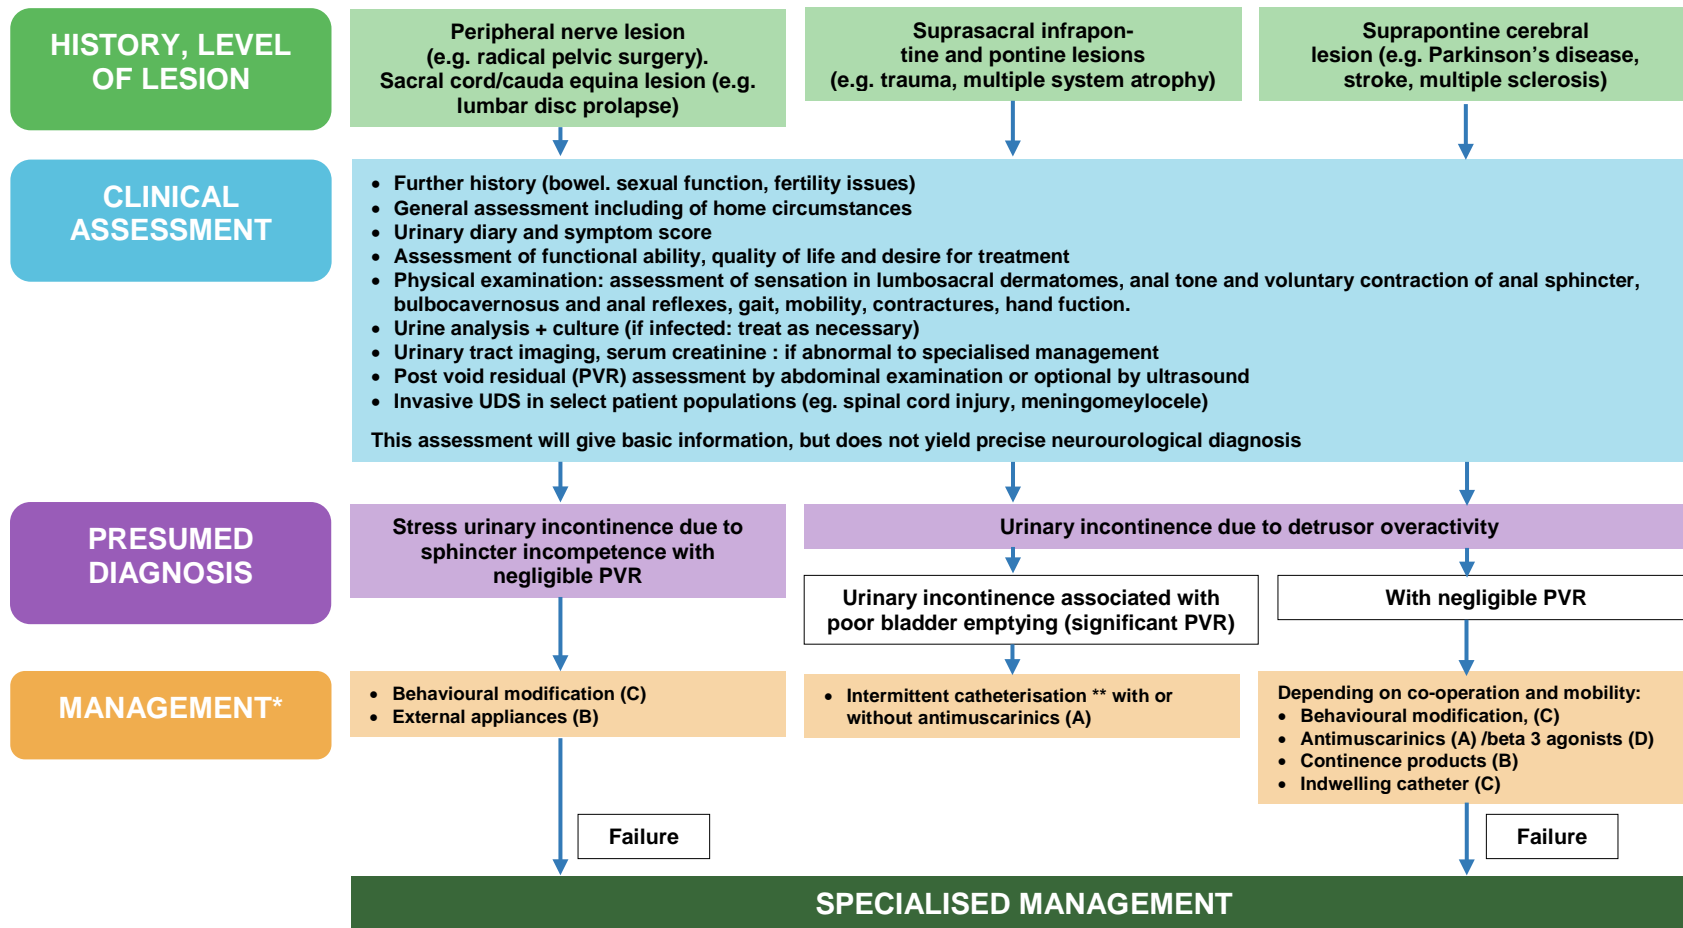 HISTORY, LEVEL
OF LESION
Peripheral nerve lesion
(e.g. radical pelvic surgery).
Sacral cord/cauda equina lesion (e.g.
lumbar disc prolapse)
Suprasacral infrapon-
tine and pontine lesions
(e.g. trauma, multiple system atrophy)
Suprapontine cerebral
lesion (e.g. Parkinson's disease,
stroke, multiple sclerosis)
CLINICAL
ASSESSMENT
• Further history (bowel. sexual function, fertility issues)
• General assessment including of home circumstances
• Urinary diary and symptom score
• Assessment of functional ability, quality of life and desire for treatment
• Physical examination: assessment of sensation in lumbosacral dermatomes, anal tone and voluntary contraction of anal sphincter,
bulbocavernosus and anal reflexes, gait, mobility, contractures, hand fuction.
• Urine analysis + culture (if infected: treat as necessary)
• Urinary tract imaging, serum creatinine : if abnormal to specialised management
• Post void residual (PVR) assessment by abdominal examination or optional by ultrasound
• Invasive UDS in select patient populations (eg. spinal cord injury, meningomeylocele)
This assessment will give basic information, but does not yield precise neurourological diagnosis
PRESUMED
DIAGNOSIS
Stress urinary incontinence due to
sphincter incompetence with
negligible PVR
Urinary incontinence due to detrusor overactivity
Urinary incontinence associated with
poor bladder emptying (significant PVR)
With negligible PVR
MANAGEMENT*
• Behavioural modification (C)
• External appliances (B)
• Intermittent catheterisation ** with or
without antimuscarinics (A)
Depending on co-operation and mobility:
• Behavioural modification, (C)
• Antimuscarinics (A) /beta 3 agonists (D)
• Continence products (B)
• Indwelling catheter (C)
Failure
Failure
SPECIALISED MANAGEMENT